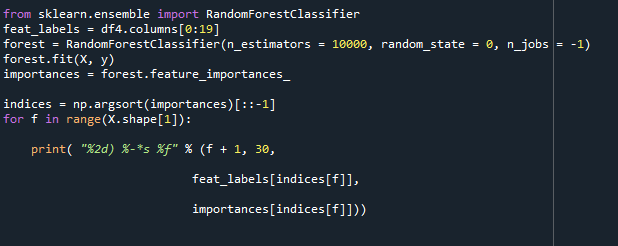 from sklearn.ensemble import RandomForestClassifier
feat_labels = df4.columns[0:19]
forest = RandomForestClassifier(n_estimators = 10000, random_state = 0, n_jobs = -1)
forest.fit(X, y)
importances = forest.feature_importances_
indices = np.argsort(importances)[::-1]
for f in range(X.shape[1]):
print( "%2d) %-*s %f" % (f + 1, 30,
feat_labels[indices[f]],
importances[indices[f]]))